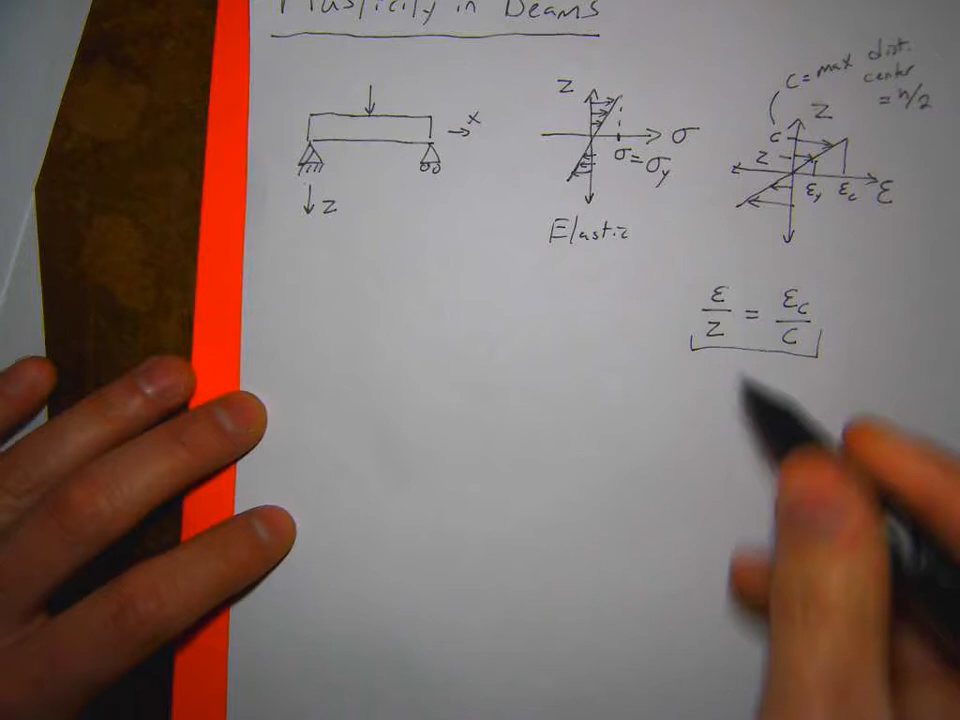 Plasticity in Beams
x
z
z
σ
σ = σy
Elastic
c = max dist.
center
= h/2
z
c
z
εy
εc
ε
ε/z = εc/c